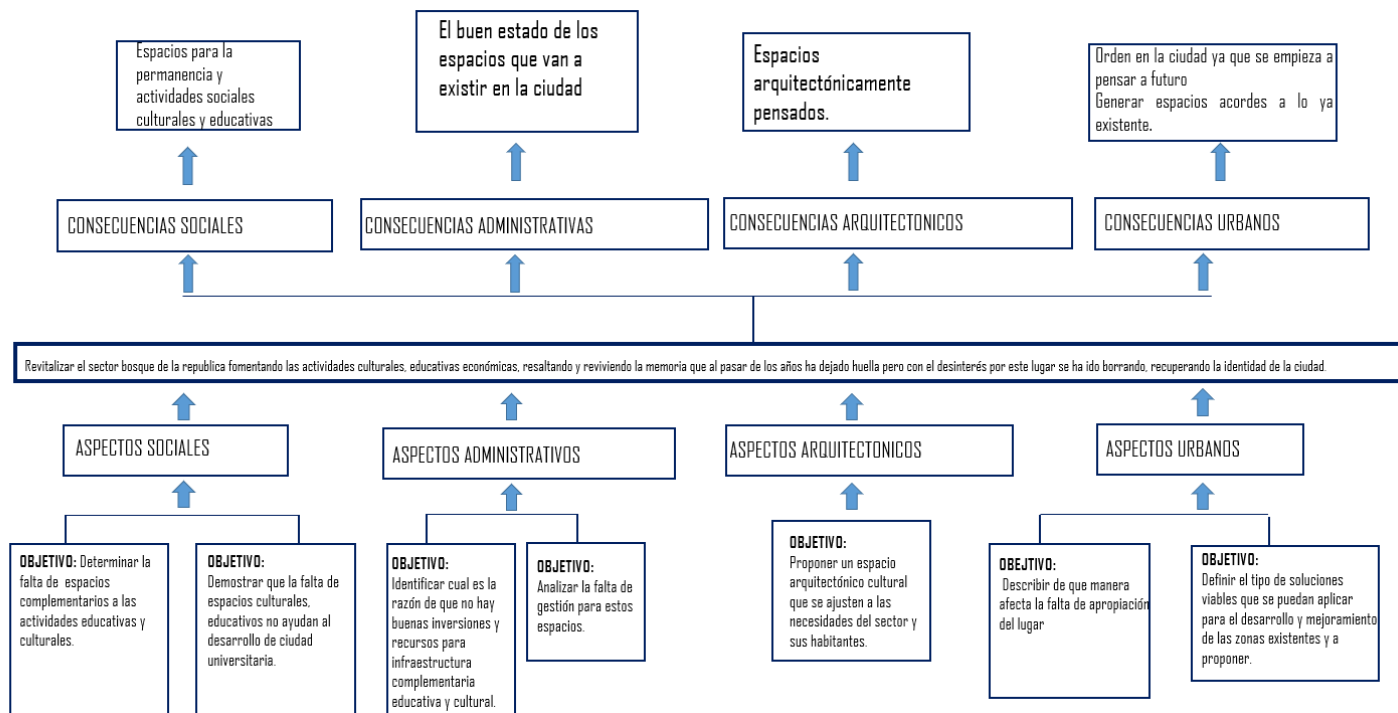 Espacios para la
permanencia y
actividades sociales
culturales y educativas
El buen estado de los
espacios que van a
existir en la ciudad
Espacios
arquitectónicamente
pensados.
Orden en la ciudad ya que se empieza a
pensar a futuro
Generar espacios acordes a lo ya
existente.
CONSECUENCIAS SOCIALES
CONSECUENCIAS ADMINISTRATIVAS
CONSECUENCIAS ARQUITECTONICOS
CONSECUENCIAS URBANOS
Revitalizar el sector bosque de la republica fomentando las actividades culturales, educativas económicas, resaltando y reviviendo la memoria que al pasar de los años ha dejado huella pero con el desinterés por este lugar se ha ido borrando, recuperando la identidad de la ciudad.
ASPECTOS SOCIALES
ASPECTOS ADMINISTRATIVOS
ASPECTOS ARQUITECTONICOS
ASPECTOS URBANOS
OBJETIVO: Determinar la
falta de espacios
complementarios a las
actividades educativas y
culturales.
OBJETIVO:
Demostrar que la falta de
espacios culturales,
educativos no ayudan al
desarrollo de ciudad
universitaria.
OBJETIVO:
Identificar cual es la
razón de que no hay
buenas inversiones y
recursos para
infraestructura
complementaria
educativa y cultural.
OBJETIVO:
Analizar la falta de
gestión para estos
espacios.
OBJETIVO:
Proponer un espacio
arquitectónico cultural
que se ajusten a las
necesidades del sector y
sus habitantes.
OBEJTIVO:
Describir de que manera
afecta la falta de apropiación
del lugar
OBJETIVO:
Definir el tipo de soluciones
viables que se puedan aplicar
para el desarrollo y mejoramiento
de las zonas existentes y a
proponer.